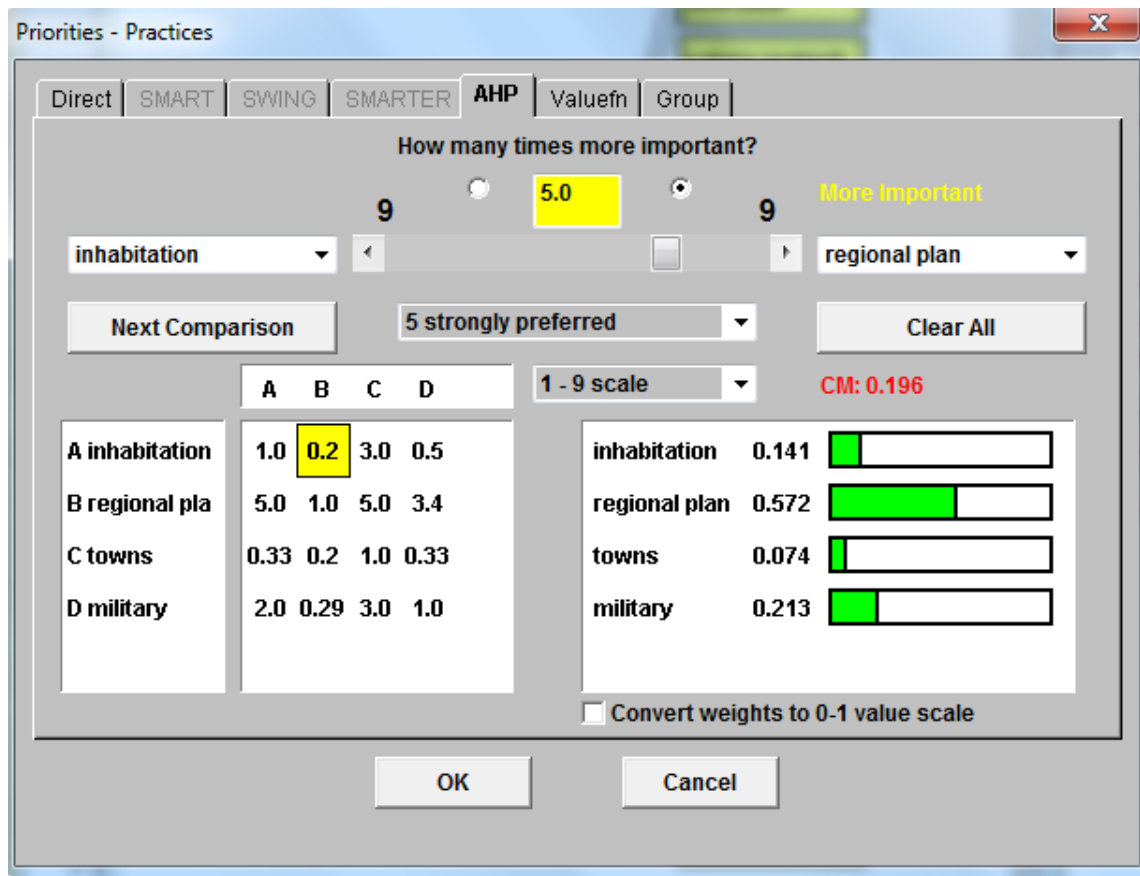 Priorities - Practices
X
Direct SMART SWING SMARTER AHP Valuefn Group
How many times more important?
9 5.0 9 More Important
inhabitation regional plan
Next Comparison 5 strongly preferred Clear All
A B C D 1 - 9 scale CM: 0.196
A inhabitation 1.0 0.2 3.0 0.5 inhabitation 0.141
B regional pla 5.0 1.0 5.0 3.4 regional plan 0.572
C towns 0.33 0.2 1.0 0.33 towns 0.074
D military 2.0 0.29 3.0 1.0 military 0.213
Convert weights to 0-1 value scale
OK Cancel